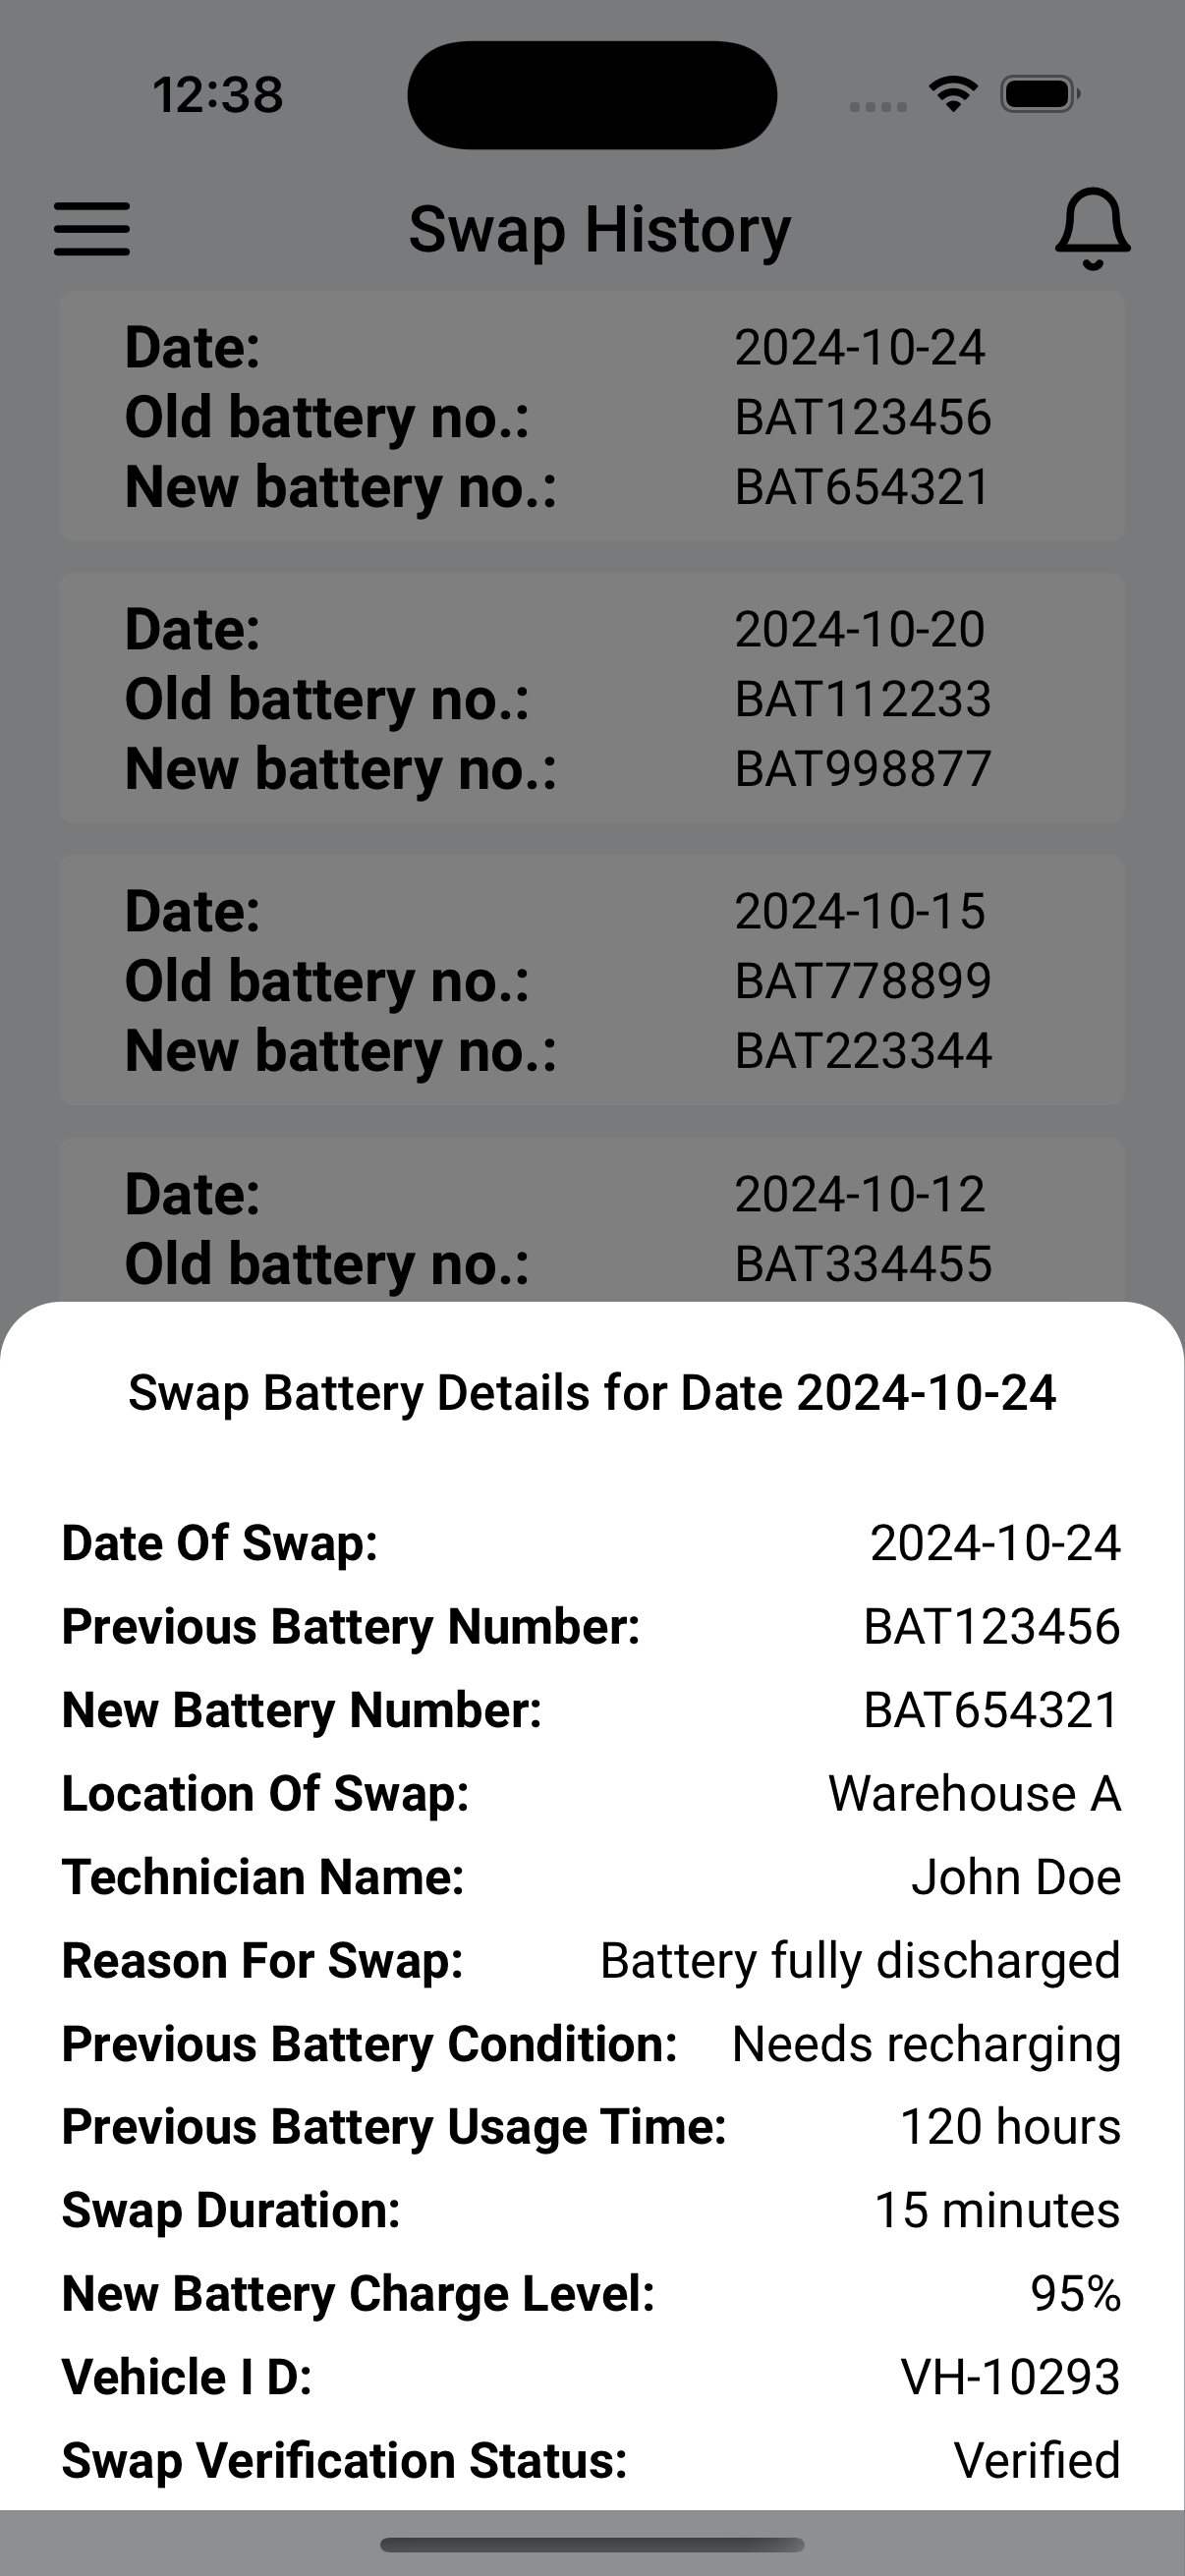 12:38
Swap History
Date: 2024-10-24
Old battery no.: BAT123456
New battery no.: BAT654321
Date: 2024-10-20
Old battery no.: BAT112233
New battery no.: BAT998877
Date: 2024-10-15
Old battery no.: BAT778899
New battery no.: BAT223344
Date: 2024-10-12
Old battery no.: BAT334455
Swap Battery Details for Date 2024-10-24
Date Of Swap: 2024-10-24
Previous Battery Number: BAT123456
New Battery Number: BAT654321
Location Of Swap: Warehouse A
Technician Name: John Doe
Reason For Swap: Battery fully discharged
Previous Battery Condition: Needs recharging
Previous Battery Usage Time: 120 hours
Swap Duration: 15 minutes
New Battery Charge Level: 95%
Vehicle I D: VH-10293
Swap Verification Status: Verified